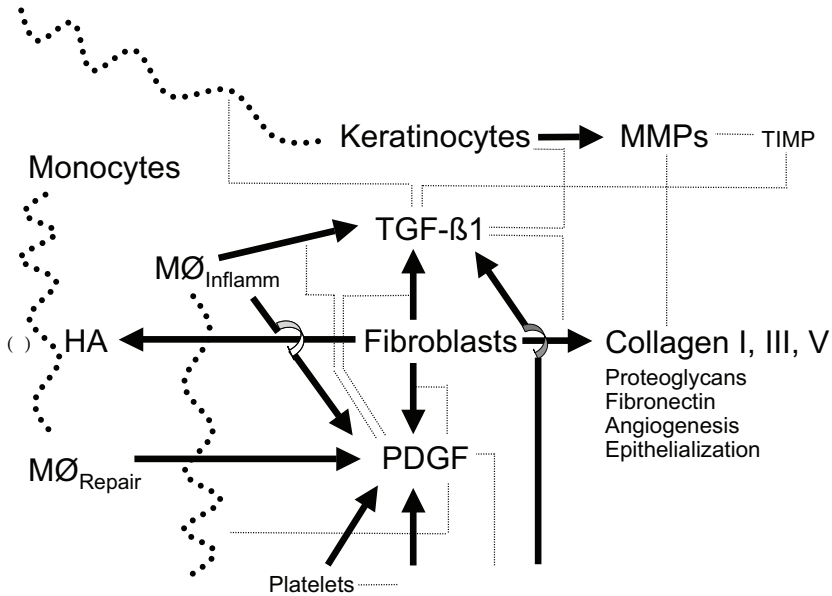 Keratinocytes
MMPs
TIMP
Monocytes
TGF-ß1
MØInflamm
( ) HA
Fibroblasts
Collagen I, III, V
Proteoglycans
Fibronectin
Angiogenesis
Epithelialization
PDGF
MØRepair
Platelets